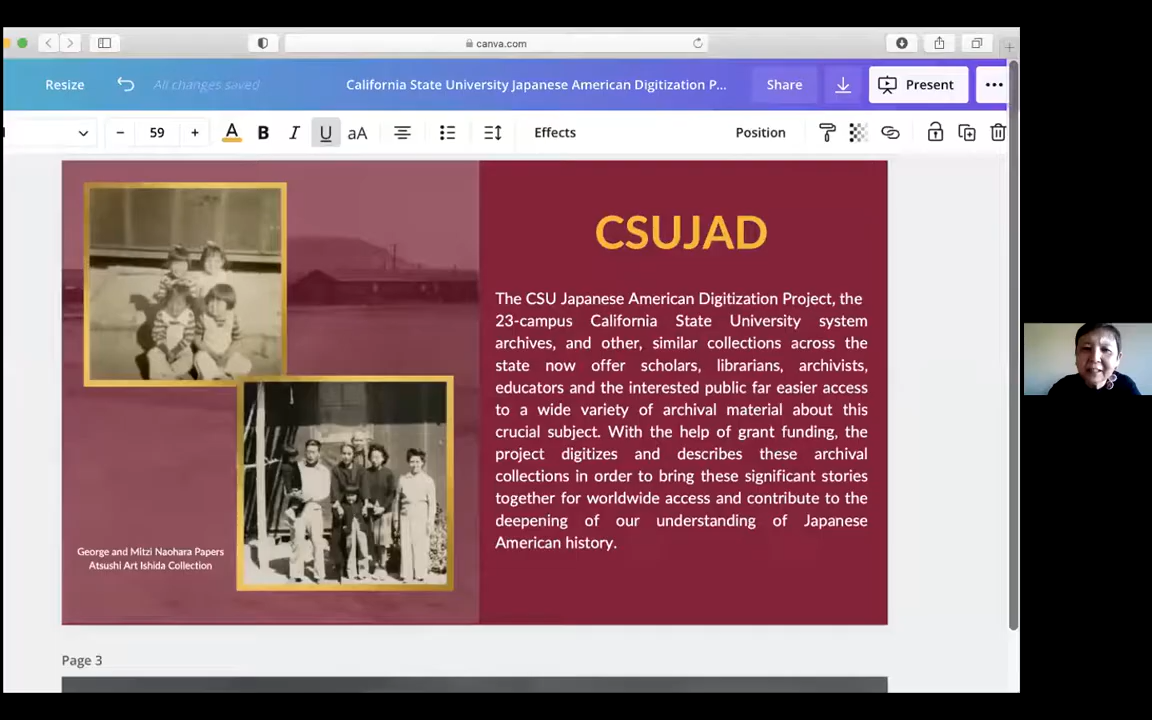 canva.com
Resize
All changes saved
California State University Japanese American Digitization P...
Share
Present
59
A
B
I
U
aA
Effects
Position
CSUJAD
The CSU Japanese American Digitization Project, the
23-campus California State University system
archives, and other, similar collections across the
state now offer scholars, librarians, archivists,
educators and the interested public far easier access
to a wide variety of archival material about this
crucial subject. With the help of grant funding, the
project digitizes and describes these archival
collections in order to bring these significant stories
together for worldwide access and contribute to the
deepening of our understanding of Japanese
American history.
George and Mitzi Naohara Papers
Atsushi Art Ishida Collection
Page 3